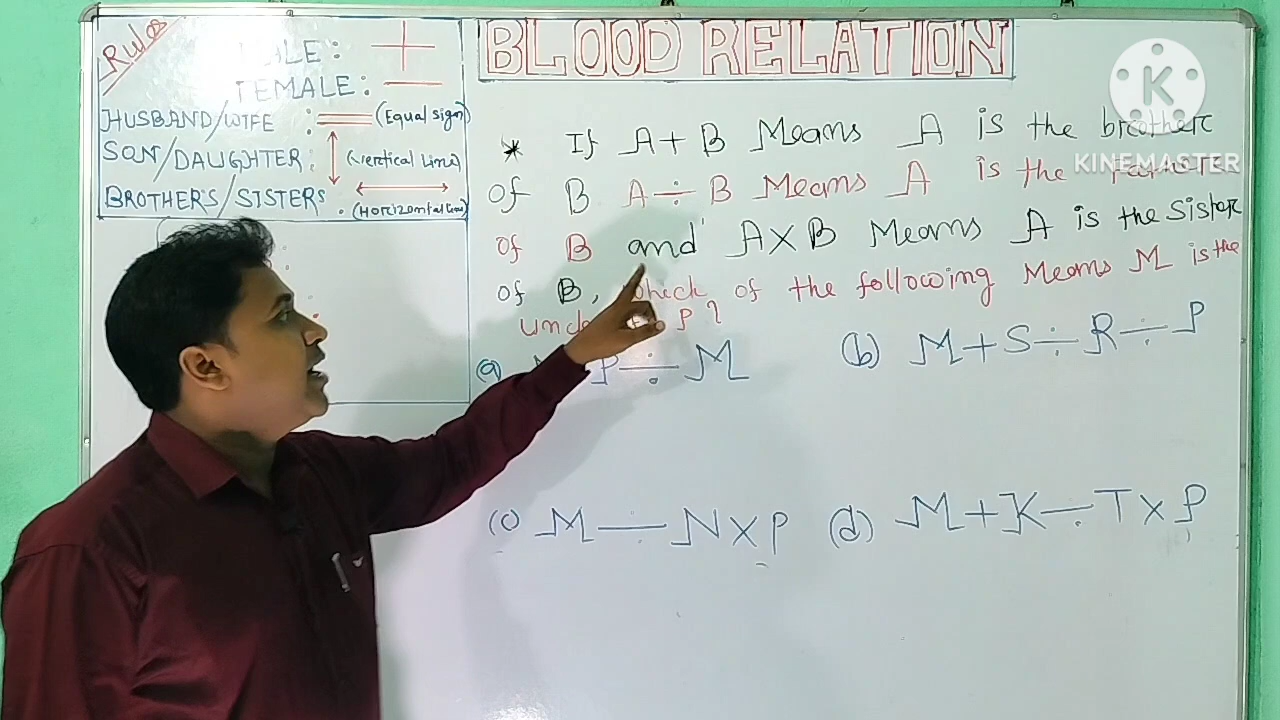 Rules
BLOOD RELATION
MALE: +
FEMALE: —
HUSBAND/WIFE : = (Equal sign)
SON/DAUGHTER: (Vertical Line)
BROTHERS/SISTERS : (Horizontal Line)
K
KINEMASTER
* If A + B Means A is the brother
of B A ÷ B Means A is the Father
of B and A × B Means A is the Sister
of B, which of the following Means M is the
P?
(a) P ÷ M
(b) M + S ÷ R ÷ P
(c) M ÷ N × P
(d) M + K ÷ T × P